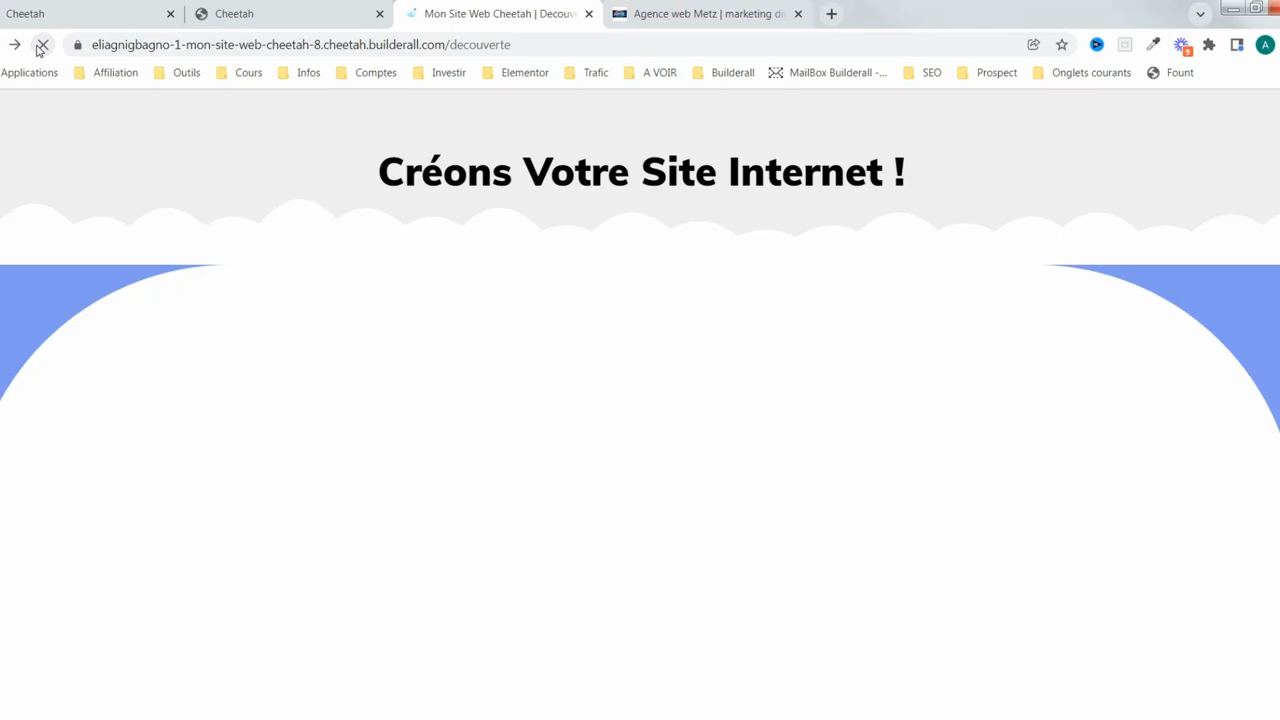 Cheetah
Cheetah
Mon Site Web Cheetah | Decouve
Agence web Metz | marketing di
eliagnigbagno-1-mon-site-web-cheetah-8.cheetah.builderall.com/decouverte
9
A
Applications
Affiliation
Outils
Cours
Infos
Comptes
Investir
Elementor
Trafic
A VOIR
Builderall
MailBox Builderall -...
SEO
Prospect
Onglets courants
Fount
Créons Votre Site Internet !